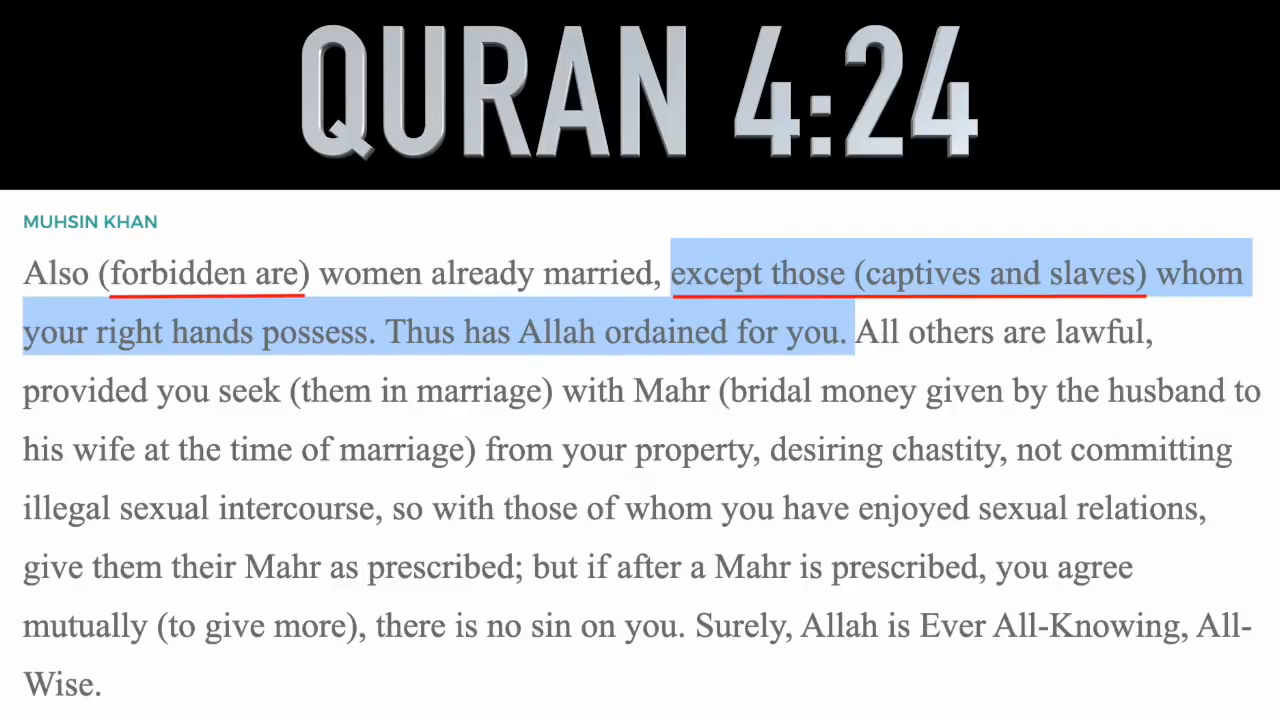 QURAN 4:24
MUHSIN KHAN
Also (forbidden are) women already married, except those (captives and slaves) whom
your right hands possess. Thus has Allah ordained for you. All others are lawful,
provided you seek (them in marriage) with Mahr (bridal money given by the husband to
his wife at the time of marriage) from your property, desiring chastity, not committing
illegal sexual intercourse, so with those of whom you have enjoyed sexual relations,
give them their Mahr as prescribed; but if after a Mahr is prescribed, you agree
mutually (to give more), there is no sin on you. Surely, Allah is Ever All-Knowing, All-
Wise.